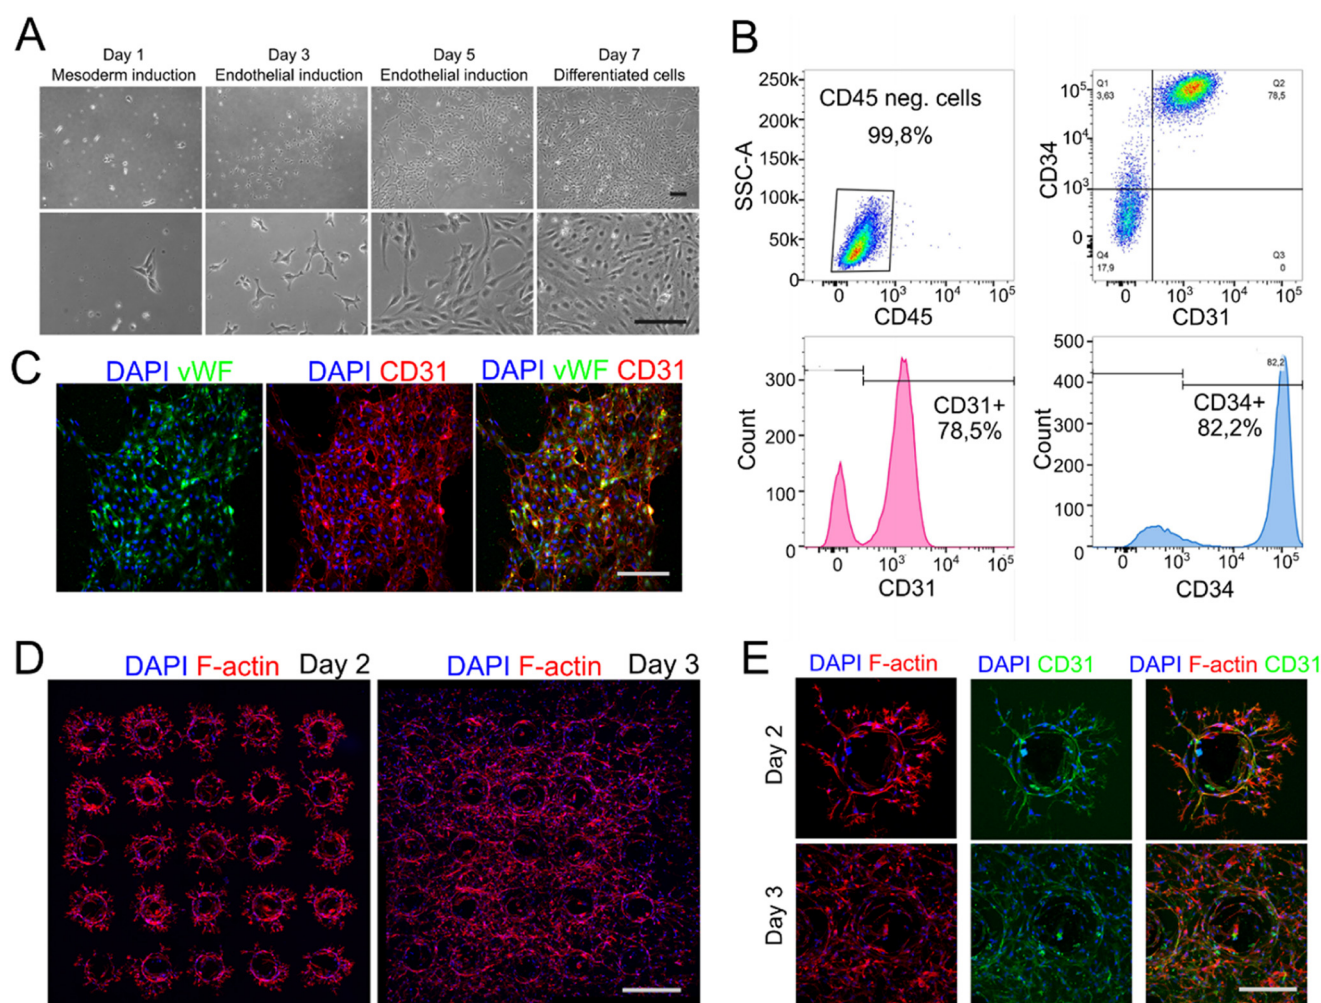 A
Day 1
Mesoderm induction
Day 3
Endothelial induction
Day 5
Endothelial induction
Day 7
Differentiated cells
B
CD45 neg. cells
99,8%
SSC-A
250k
200k
150k
100k
50k
0
0 10³ 10⁴ 10⁵
CD45
Q1
3,63
Q2
78,5
Q3
0
Q4
17,9
CD34
10⁵
10⁴
10³
0
0 10³ 10⁴ 10⁵
CD31
CD31+
78,5%
Count
300
200
100
0
0 10³ 10⁴ 10⁵
CD31
82,2
CD34+
82,2%
Count
500
400
300
200
100
0
0 10³ 10⁴ 10⁵
CD34
C
DAPI vWF
DAPI CD31
DAPI vWF CD31
D
DAPI F-actin Day 2
DAPI F-actin Day 3
E
DAPI F-actin
DAPI CD31
DAPI F-actin CD31
Day 2
Day 3